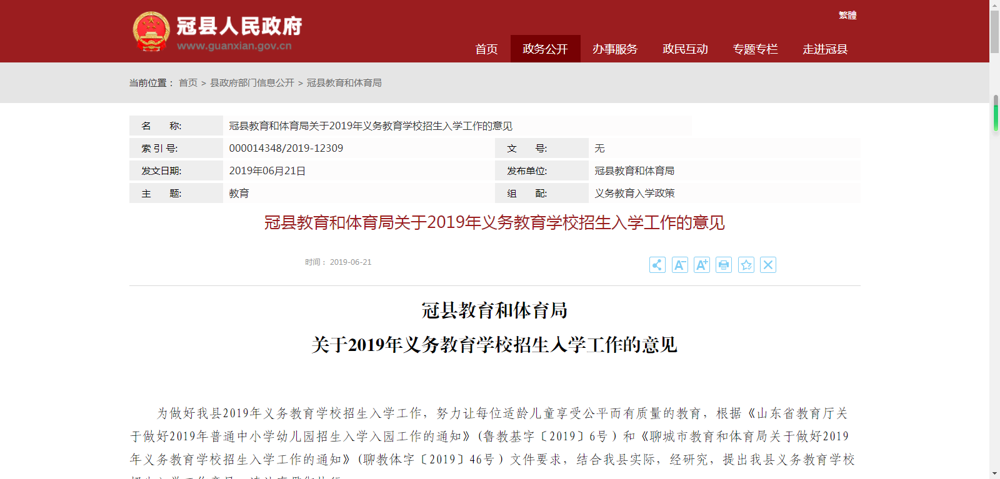 冠县人民政府
www.guanxian.gov.cn
繁體
首页 政务公开 办事服务 政民互动 专题专栏 走进冠县
当前位置： 首页 > 县政府部门信息公开 > 冠县教育和体育局
名 称: 冠县教育和体育局关于2019年义务教育学校招生入学工作的意见
索 引 号: 000014348/2019-12309 文 号: 无
发文日期: 2019年06月21日 发布单位: 冠县教育和体育局
主 题: 教育 组 配: 义务教育入学政策
冠县教育和体育局关于2019年义务教育学校招生入学工作的意见
时间： 2019-06-21
冠县教育和体育局
关于2019年义务教育学校招生入学工作的意见
为做好我县2019年义务教育学校招生入学工作，努力让每位适龄儿童享受公平而有质量的教育，根据《山东省教育厅关
于做好2019年普通中小学幼儿园招生入学入园工作的通知》(鲁教基字〔2019〕6号）和《聊城市教育和体育局关于做好2019
年义务教育学校招生入学工作的通知》(聊教体字〔2019〕46号）文件要求，结合我县实际，经研究，提出我县义务教育学校